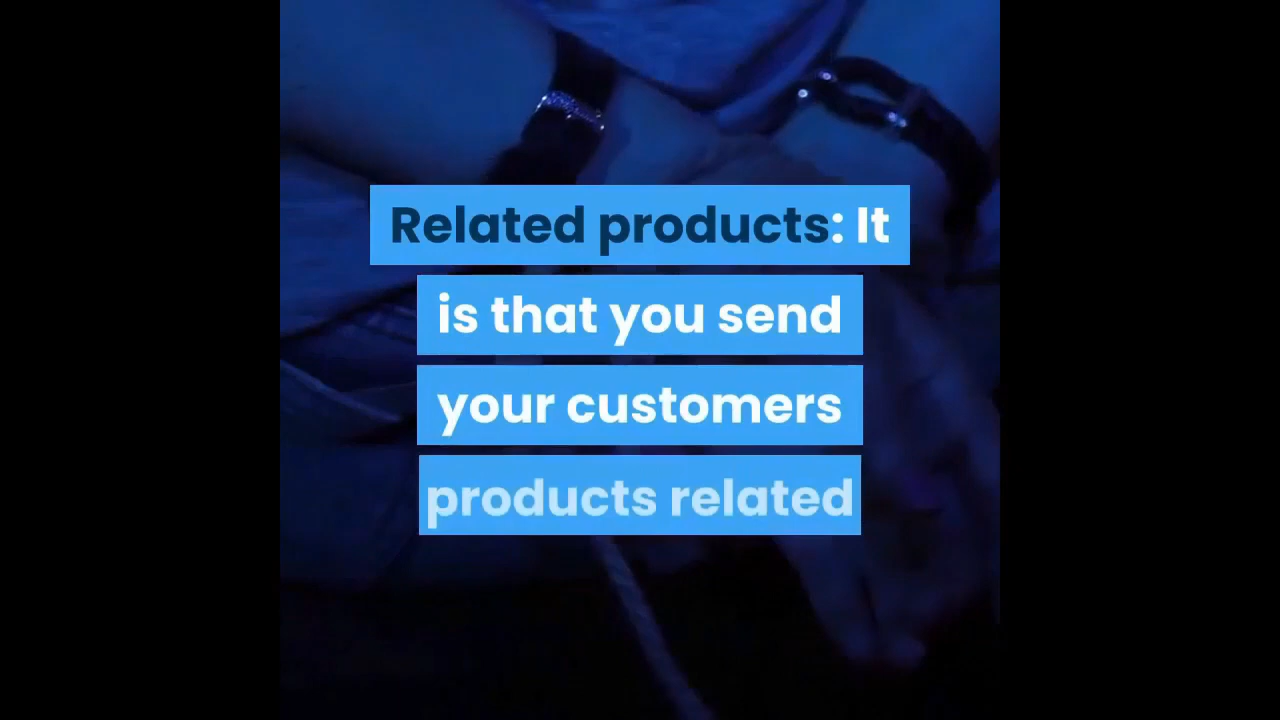 Related products: It
is that you send
your customers
products related